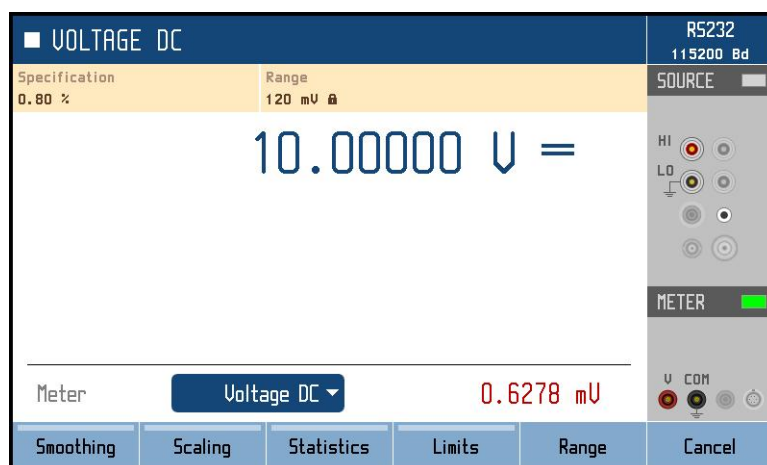 VOLTAGE DC
RS232
115200 Bd
Specification
0.80 %
Range
120 mV
SOURCE
10.00000 V
HI
LO
METER
Meter
Voltage DC
0.6278 mV
V COM
Smoothing
Scaling
Statistics
Limits
Range
Cancel